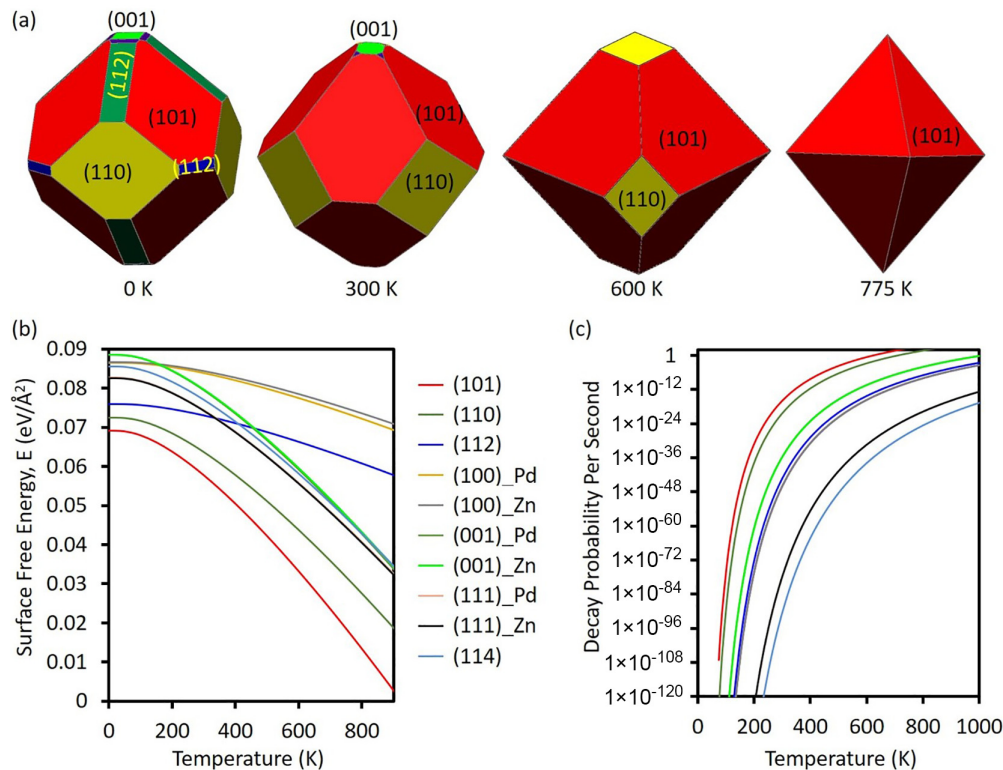 (a)
(001)
(112)
(101)
(110)
(112)
0 K
(001)
(101)
(110)
300 K
(101)
(110)
600 K
(101)
775 K
(b)
Surface Free Energy, E (eV/Å²)
0.09
0.08
0.07
0.06
0.05
0.04
0.03
0.02
0.01
0
0 200 400 600 800
Temperature (K)
(101)
(110)
(112)
(100)_Pd
(100)_Zn
(001)_Pd
(001)_Zn
(111)_Pd
(111)_Zn
(114)
(c)
Decay Probability Per Second
1
1×10⁻¹²
1×10⁻²⁴
1×10⁻³⁶
1×10⁻⁴⁸
1×10⁻⁶⁰
1×10⁻⁷²
1×10⁻⁸⁴
1×10⁻⁹⁶
1×10⁻¹⁰⁸
1×10⁻¹²⁰
0 200 400 600 800 1000
Temperature (K)